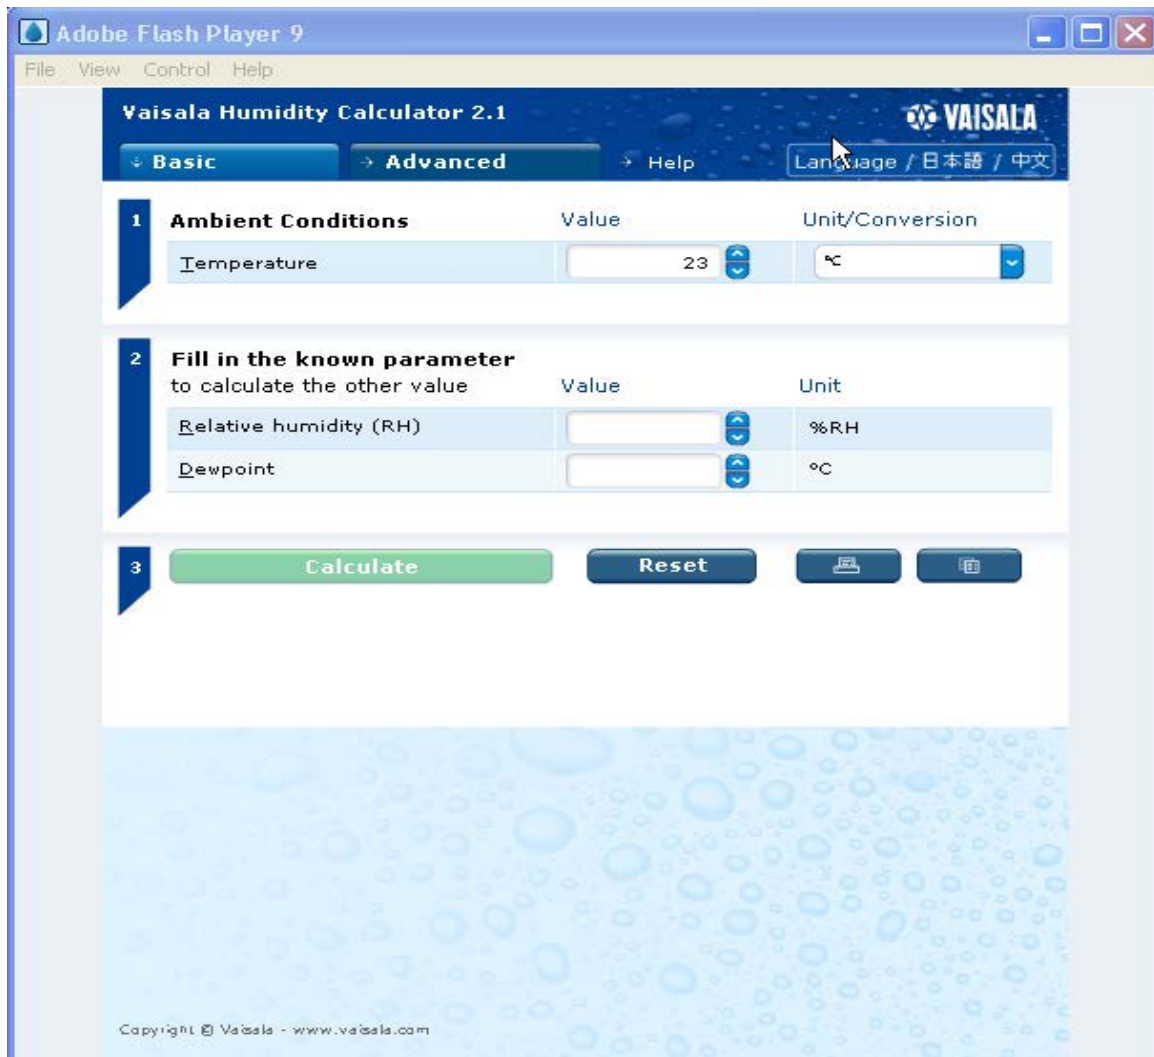 Adobe Flash Player 9
File View Control Help
Vaisala Humidity Calculator 2.1
VAISALA
Basic
Advanced
Help
Language / 日本語 / 中文
1 Ambient Conditions Value Unit/Conversion
Temperature 23 °C
2 Fill in the known parameter
to calculate the other value Value Unit
Relative humidity (RH) %RH
Dewpoint °C
3 Calculate Reset
Copyright © Vaisala - www.vaisala.com